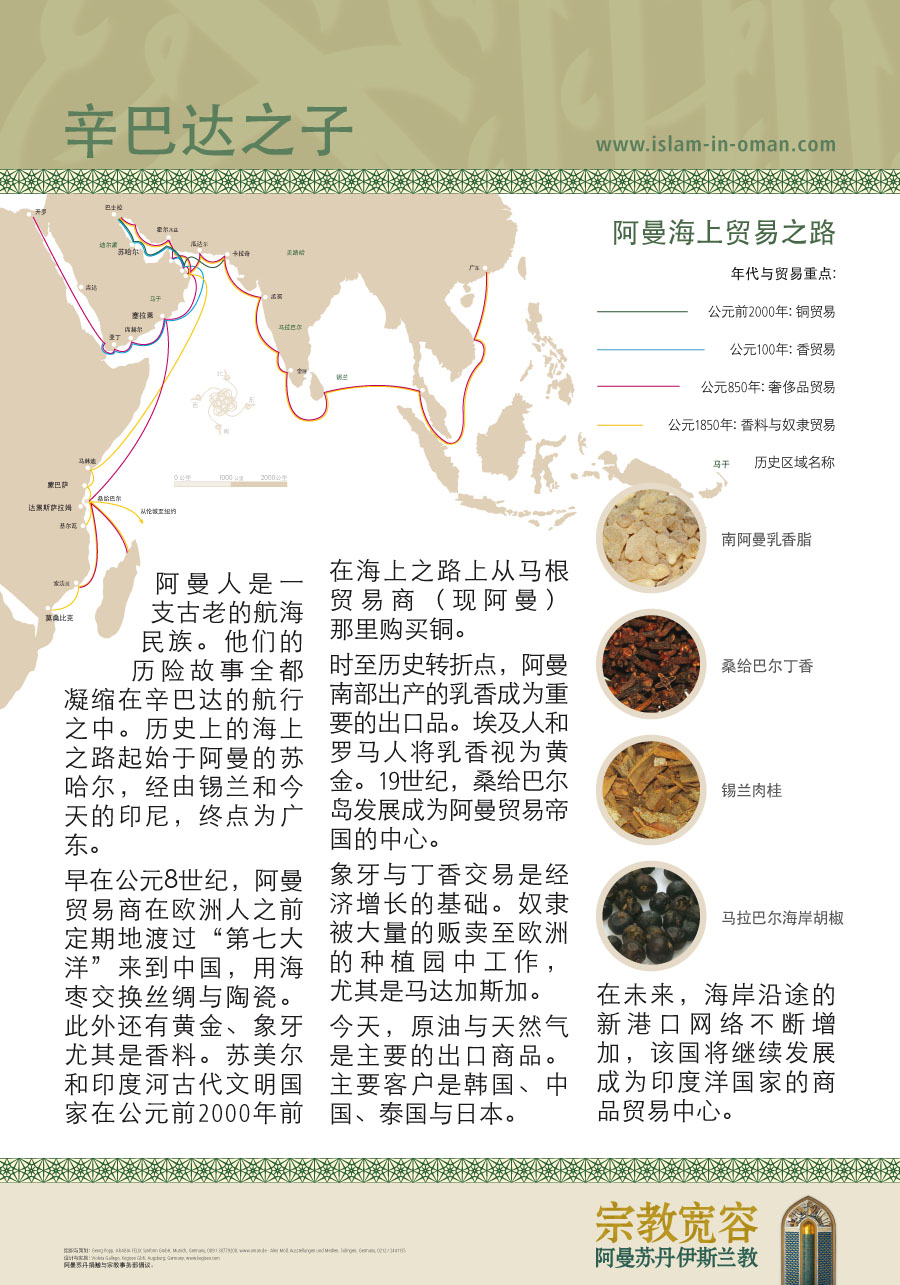 辛巴达之子
www.islam-in-oman.com
阿曼海上贸易之路
年代与贸易重点:
公元前2000年: 铜贸易
公元100年: 香贸易
公元850年: 奢侈品贸易
公元1850年: 香料与奴隶贸易
马干 历史区域名称
开罗
巴士拉
迪尔蒙
霍尔木兹
苏哈尔
瓜达尔
卡拉奇
美路哈
广东
吉达
马干
孟买
塞拉莱
席赫尔
亚丁
马拉巴尔
锡兰
北
西
东
南
0 公里
1000 公里
2000公里
马林迪
蒙巴萨
桑给巴尔
达累斯萨拉姆
从伦敦至纽约
基尔瓦
索法拉
莫桑比克
南阿曼乳香脂
桑给巴尔丁香
锡兰肉桂
马拉巴尔海岸胡椒
阿曼人是一
支古老的航海
民族。他们的
历险故事全都
凝缩在辛巴达的航行
之中。历史上的海上
之路起始于阿曼的苏
哈尔，经由锡兰和今
天的印尼，终点为广
东。
早在公元8世纪，阿曼
贸易商在欧洲人之前
定期地渡过“第七大
洋”来到中国，用海
枣交换丝绸与陶瓷。
此外还有黄金、象牙
尤其是香料。苏美尔
和印度河古代文明国
家在公元前2000年前
在海上之路上从马根
贸易商（现阿曼）
那里购买铜。
时至历史转折点，阿曼
南部出产的乳香成为重
要的出口品。埃及人和
罗马人将乳香视为黄
金。19世纪，桑给巴尔
岛发展成为阿曼贸易帝
国的中心。
象牙与丁香交易是经
济增长的基础。奴隶
被大量的贩卖至欧洲
的种植园中工作，
尤其是马达加斯加。
今天，原油与天然气
是主要的出口商品。
主要客户是韩国、中
国、泰国与日本。
在未来，海岸沿途的
新港口网络不断增
加，该国将继续发展
成为印度洋国家的商
品贸易中心。
宗教宽容
阿曼苏丹伊斯兰教
阿曼苏丹捐赠与宗教事务部倡议。